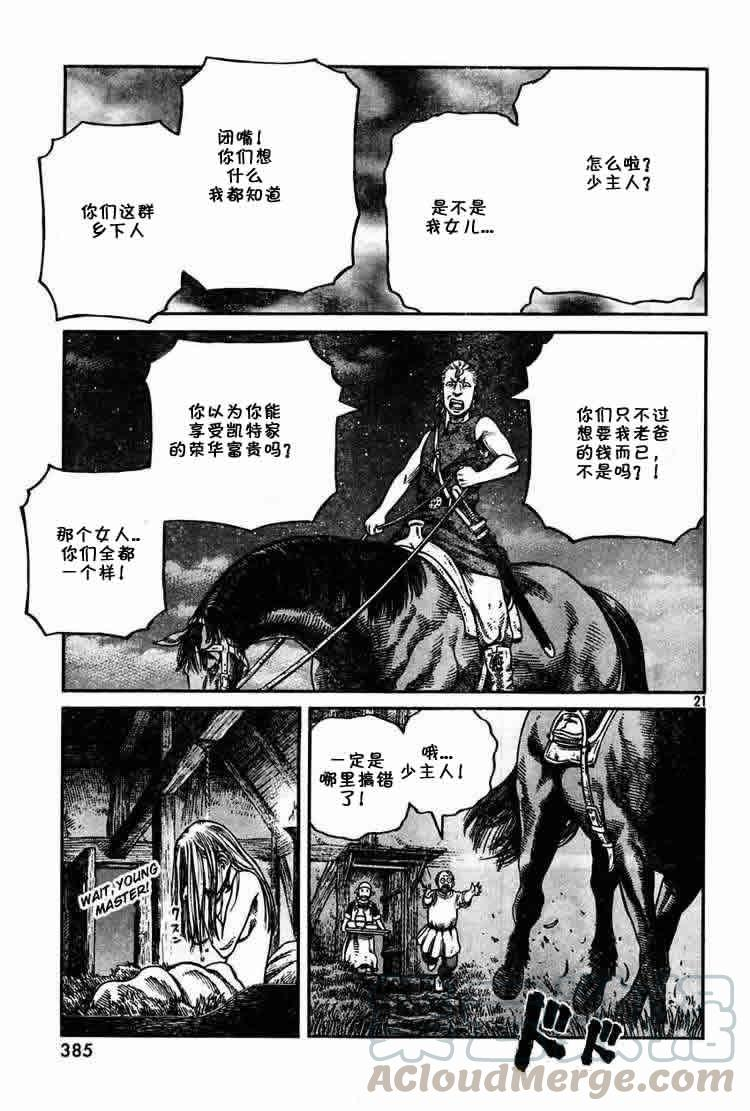 怎么啦？
少主人？
是不是
我女儿...
闭嘴！
你们想
什么
我都知道
你们这群
乡下人
你们只不过
想要我老爸
的钱而已，
不是吗？！
你以为你能
享受凯特家
的荣华富贵吗？
那个女人..
你们全都
一个样！
21
哦...
少主人！
一定是
哪里搞错
了！
ドドド
WAIT, YOUNG
MASTER!
クスン
385
AcloudMerge.com